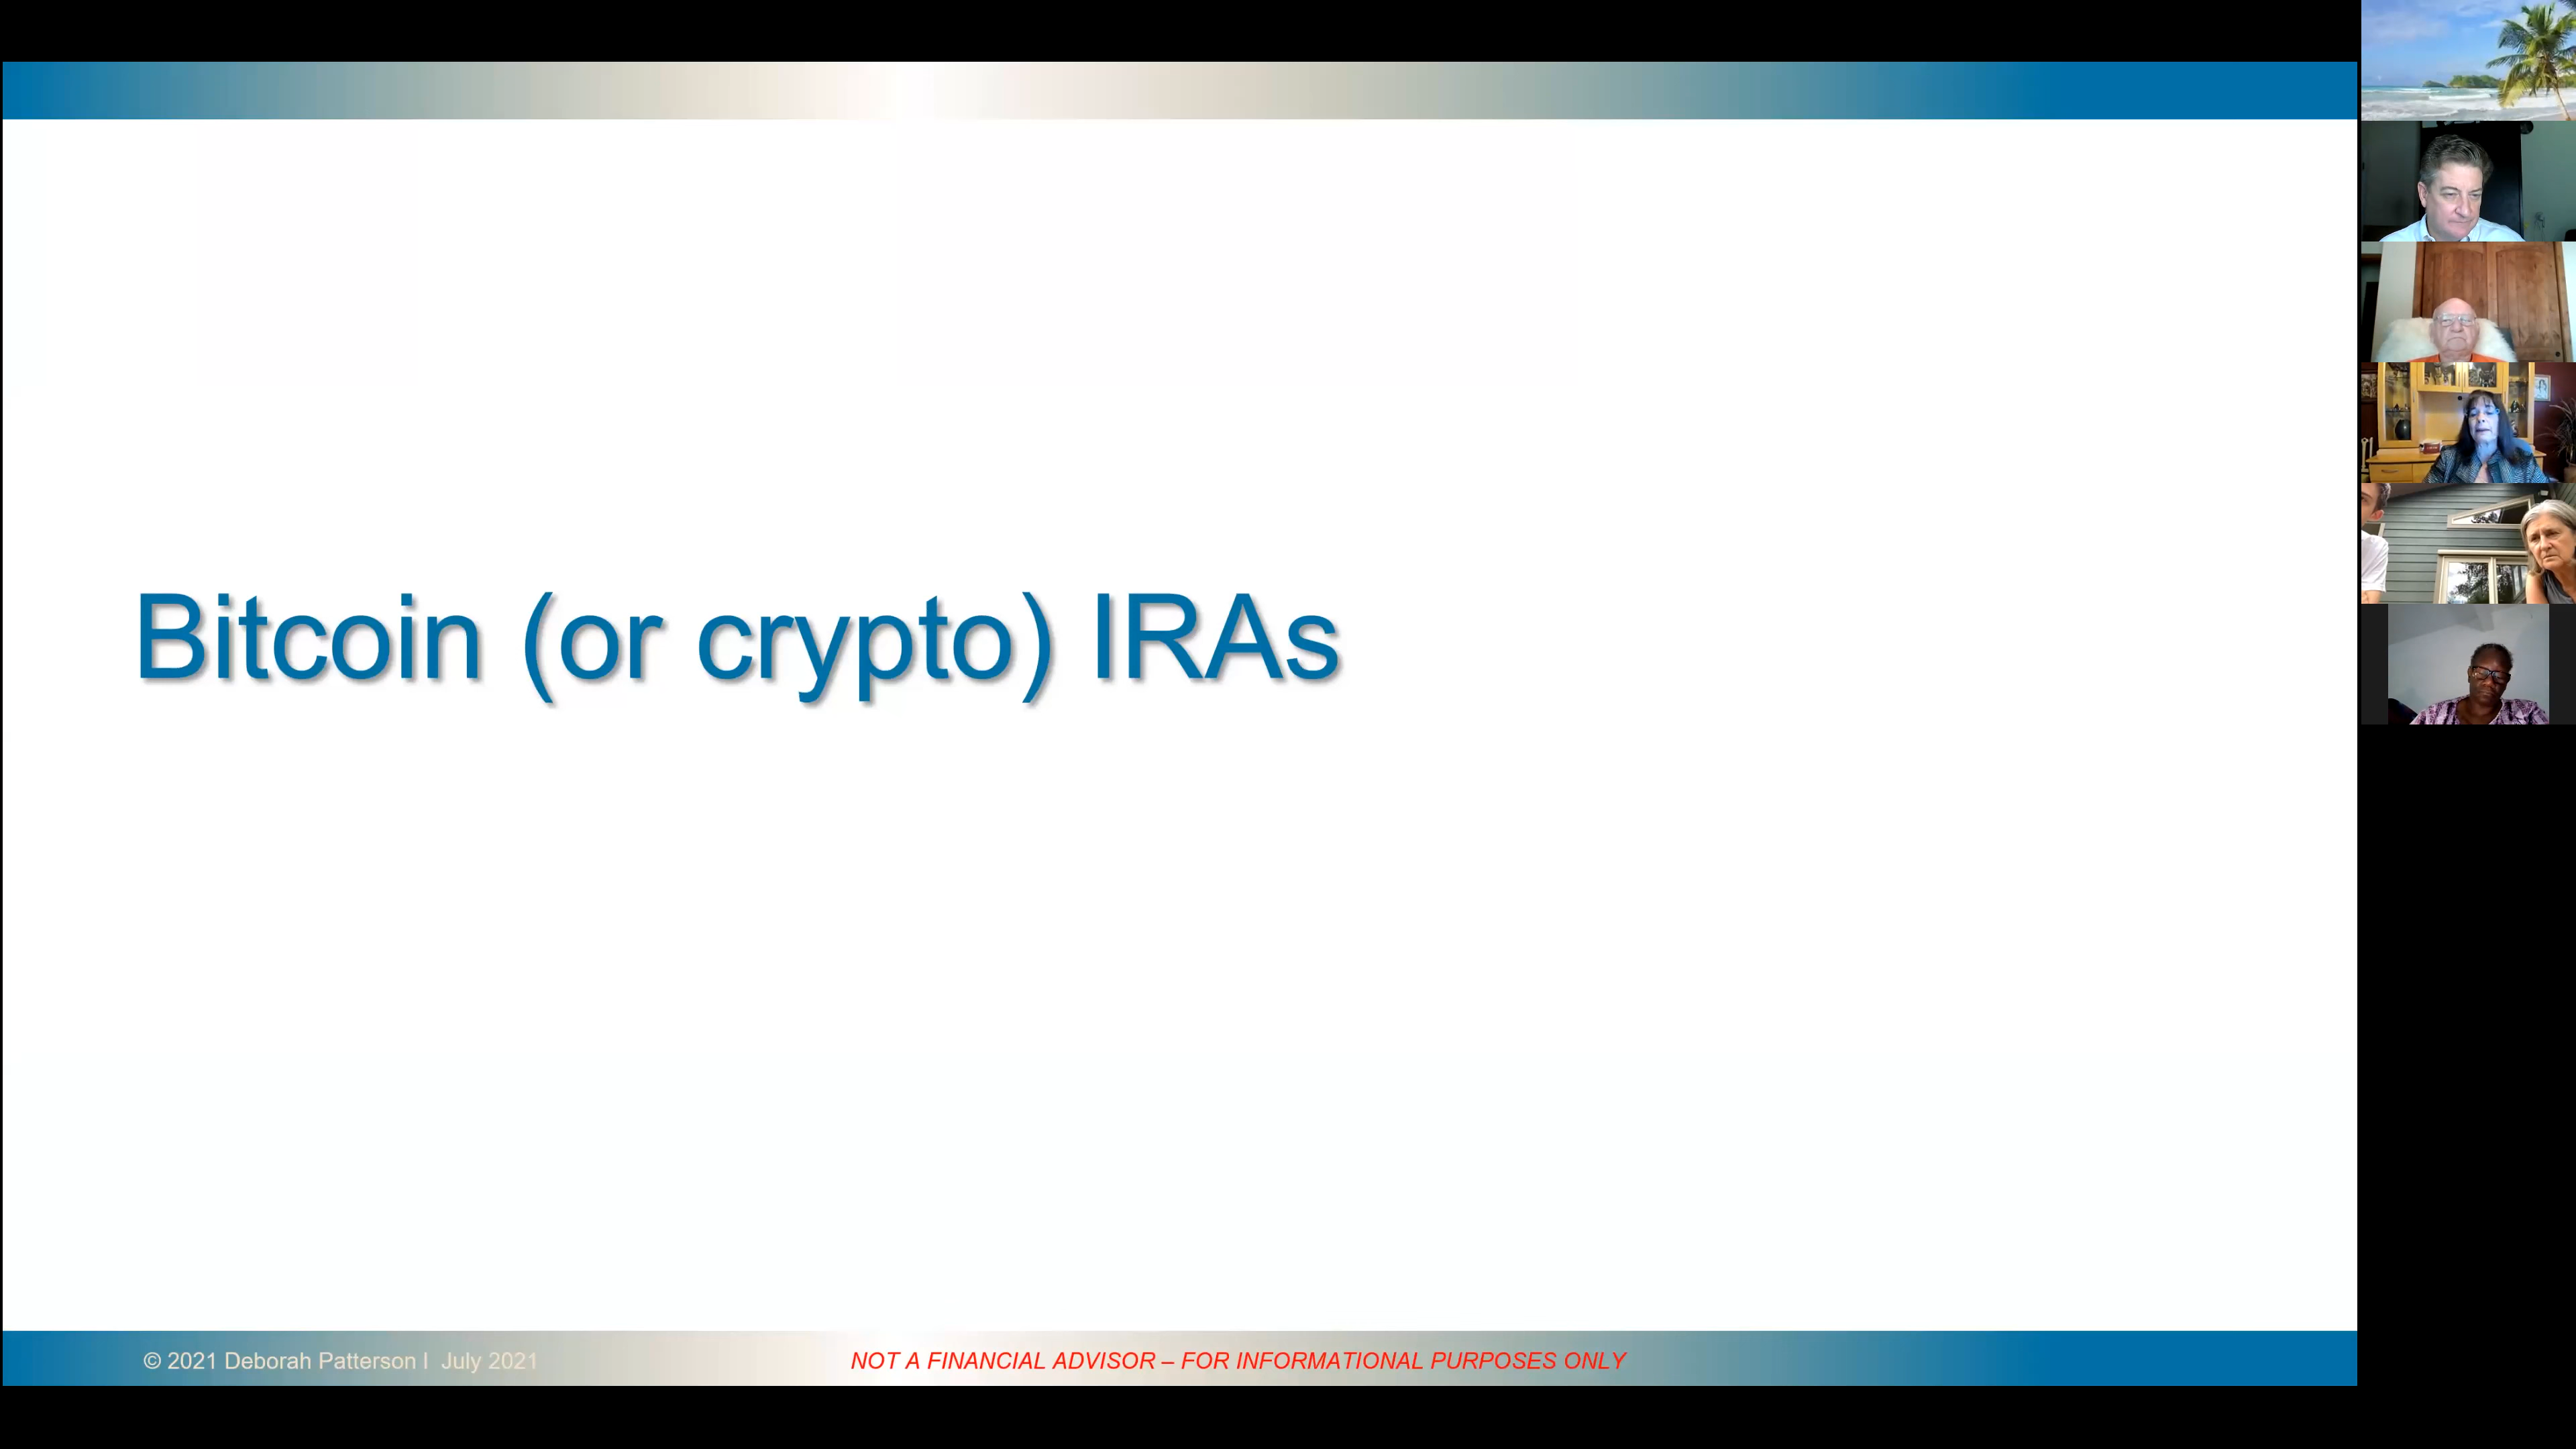 Bitcoin (or crypto) IRAs
© 2021 Deborah Patterson I July 2021
NOT A FINANCIAL ADVISOR – FOR INFORMATIONAL PURPOSES ONLY